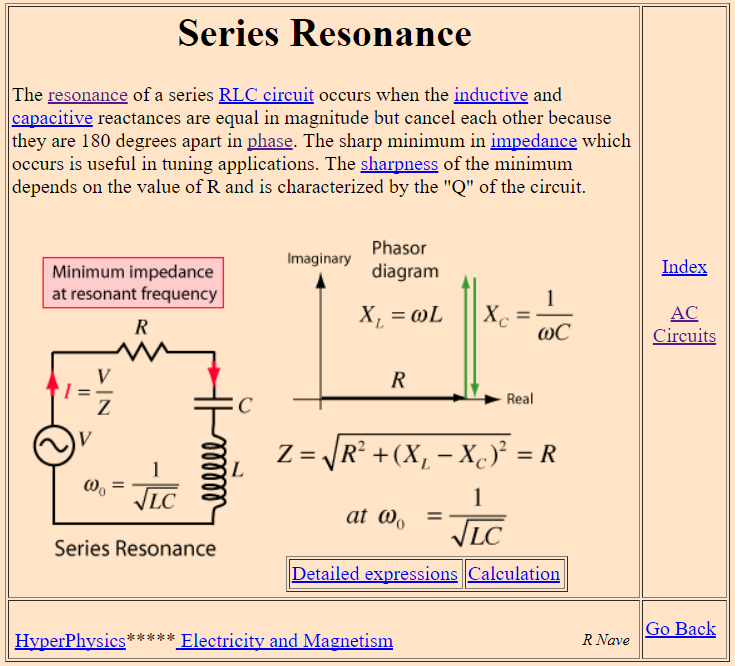 Series Resonance
The resonance of a series RLC circuit occurs when the inductive and
capacitive reactances are equal in magnitude but cancel each other because
they are 180 degrees apart in phase. The sharp minimum in impedance which
occurs is useful in tuning applications. The sharpness of the minimum
depends on the value of R and is characterized by the "Q" of the circuit.
Minimum impedance
at resonant frequency
R
I = V/Z
C
V
L
ω₀ = 1/√LC
Series Resonance
Imaginary
Phasor
diagram
X_L = ωL
X_C = 1/ωC
R
Real
Z = √R² + (X_L − X_C)² = R
at ω₀ = 1/√LC
Detailed expressions Calculation
Index
AC
Circuits
HyperPhysics***** Electricity and Magnetism
R Nave
Go Back